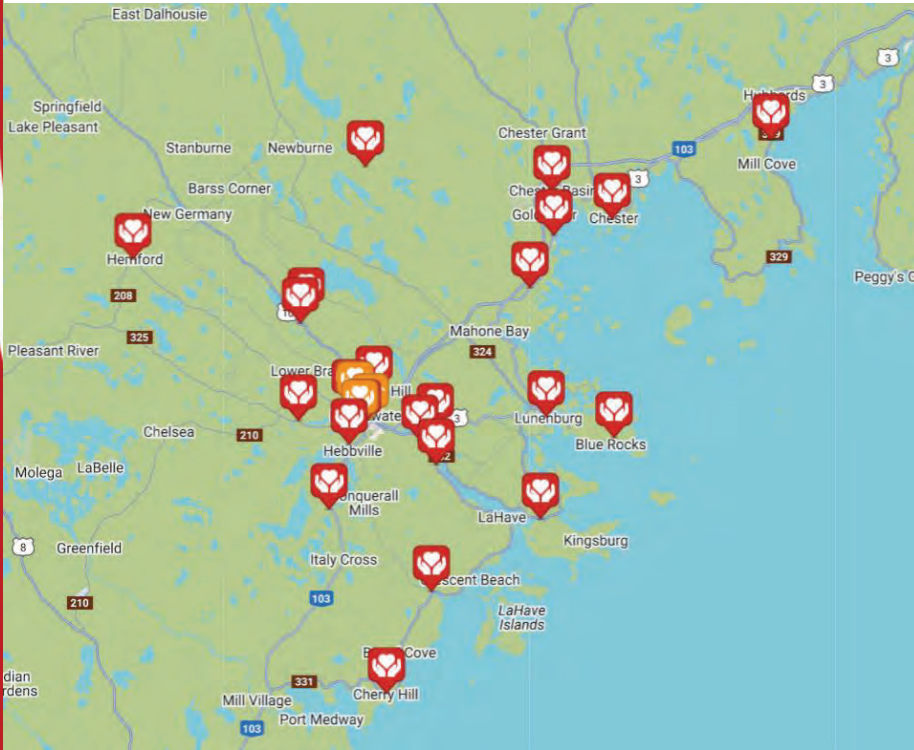 East Dalhousie
3
3
Springfield
Lake Pleasant
Chester Grant
103
Stanburne
Newburne
Mill Cove
Barss Corner
3
New Germany
Chester
Hemford
329
208
Peggy's
325
Mahone Bay
324
Pleasant River
Lower
Hill
3
Lunenburg
Chelsea
210
Blue Rocks
Hebbville
Molega
LaBelle
Mills
LaHave
Kingsburg
8
Greenfield
Italy Cross
Beach
103
210
LaHave
Islands
Cove
331
Cherry Hill
Mill Village
Port Medway
103